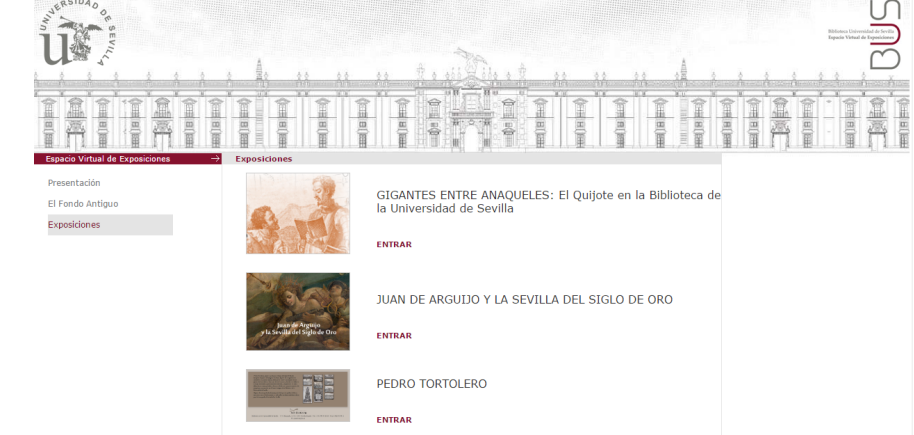 UNIVERSIDAD DE SEVILLA
US
Biblioteca Universidad de Sevilla
Espacio Virtual de Exposiciones
BUS
Espacio Virtual de Exposiciones →
Exposiciones
Presentación
El Fondo Antiguo
Exposiciones
GIGANTES ENTRE ANAQUELES: El Quijote en la Biblioteca de
la Universidad de Sevilla
ENTRAR
Juan de Arguijo
y la Sevilla del Siglo de Oro
JUAN DE ARGUIJO Y LA SEVILLA DEL SIGLO DE ORO
ENTRAR
PEDRO TORTOLERO
ENTRAR